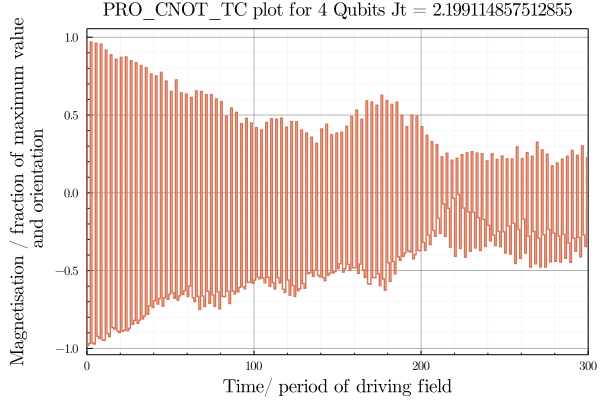 PRO_CNOT_TC plot for 4 Qubits Jt = 2.199114857512855
Magnetisation / fraction of maximum value
and orientation
1.0
0.5
0.0
−0.5
−1.0
0
100
200
300
Time/ period of driving field